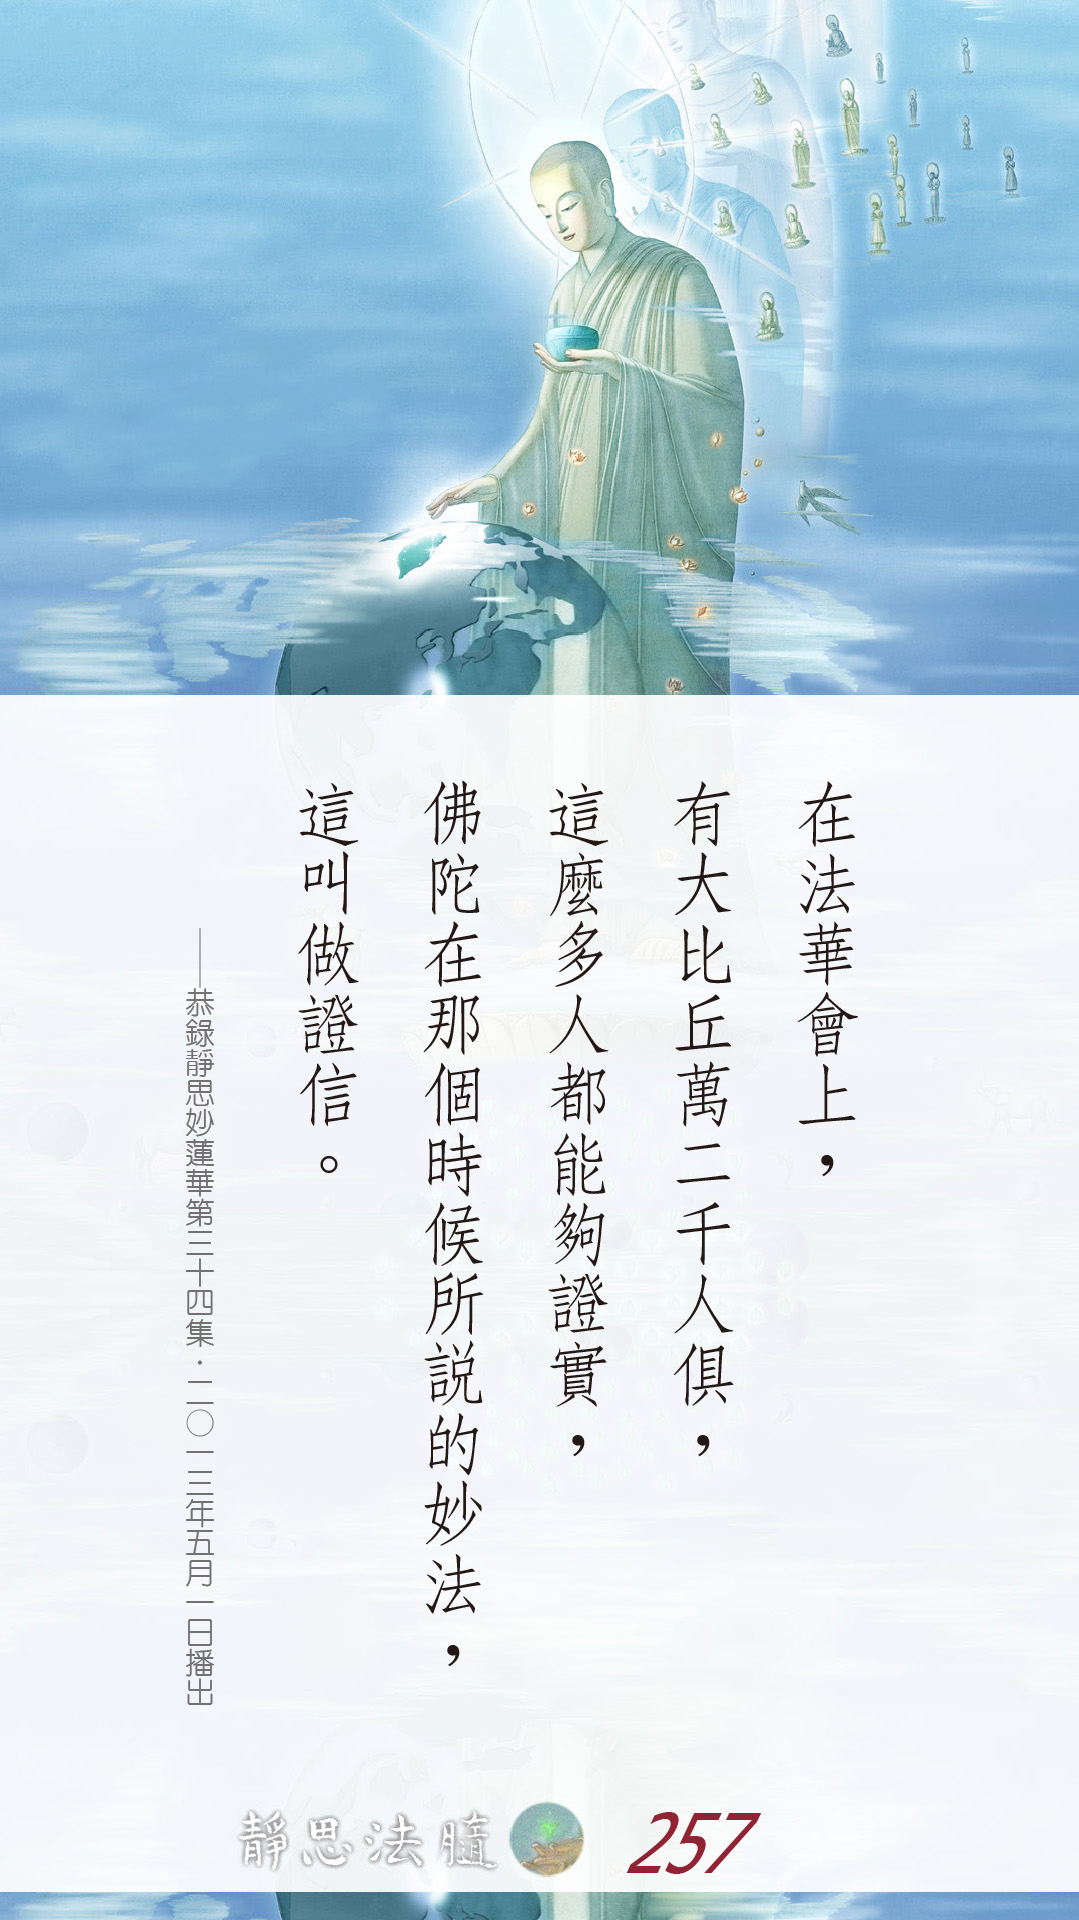 在法華會上，
有大比丘萬二千人俱，
這麼多人都能夠證實，
佛陀在那個時候所説的妙法，
這叫做證信。
——恭錄靜思妙蓮華第三十四集．二〇一三年五月一日播出
靜思法髓
257